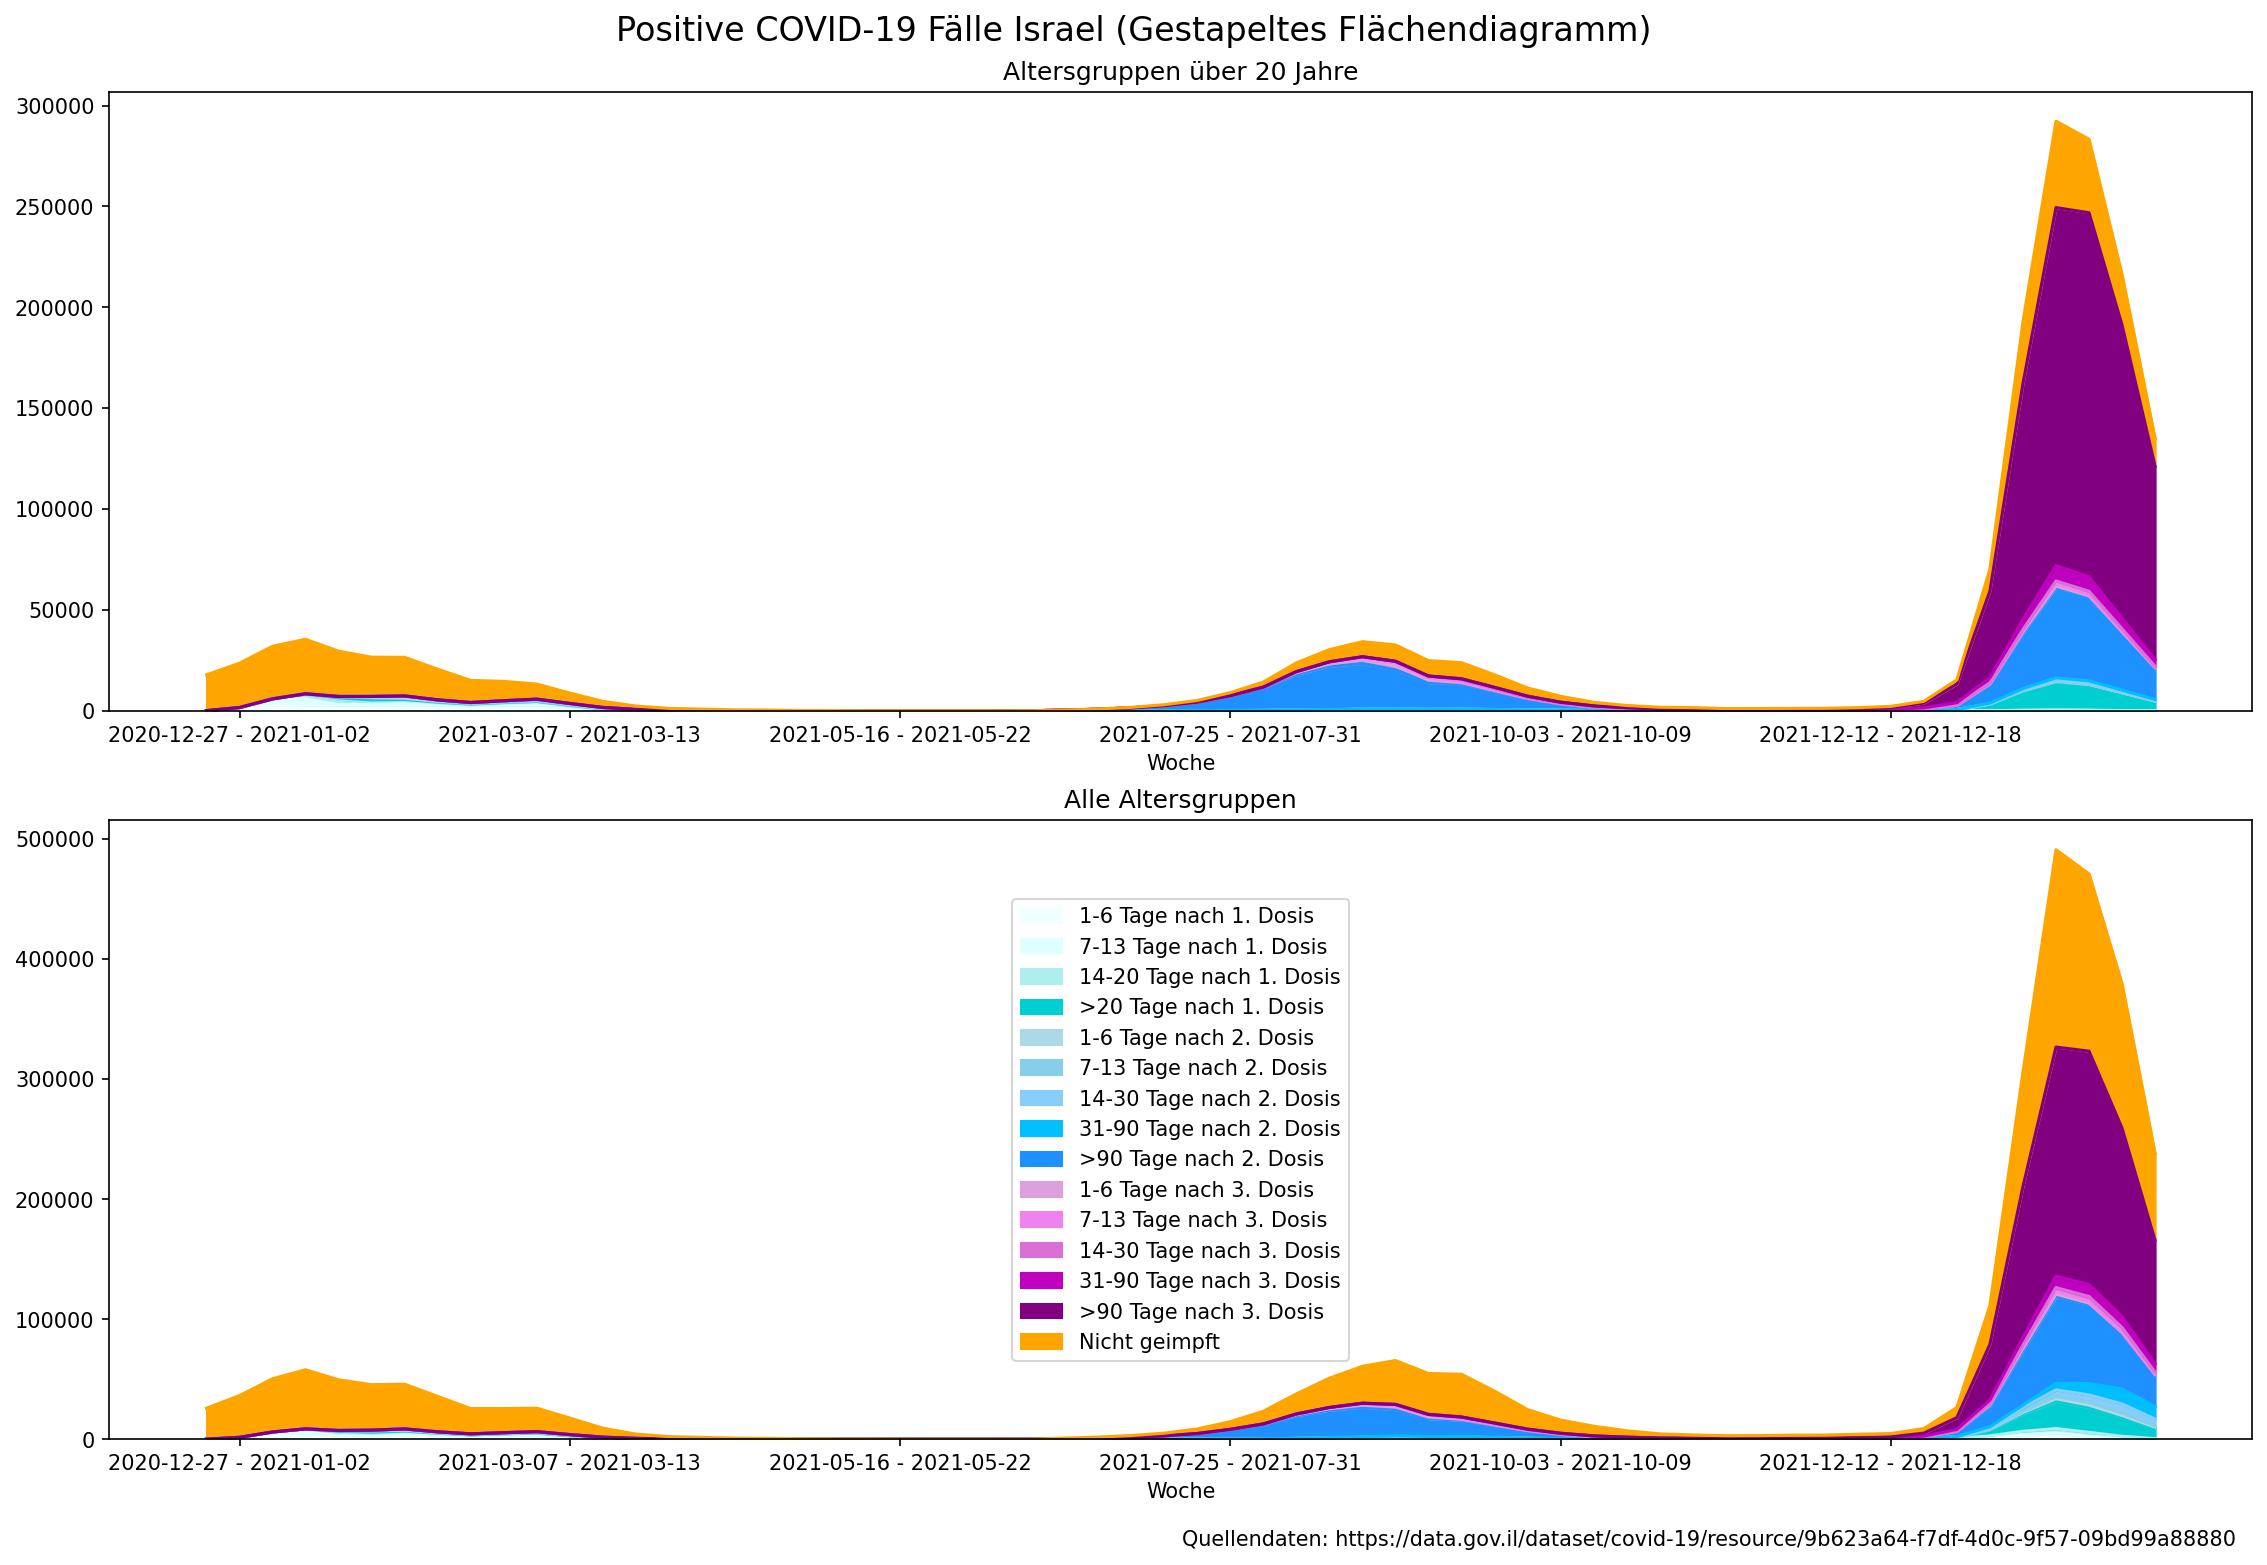 Positive COVID-19 Fälle Israel (Gestapeltes Flächendiagramm)
Altersgruppen über 20 Jahre
300000
250000
200000
150000
100000
50000
0
2020-12-27 - 2021-01-02
2021-03-07 - 2021-03-13
2021-05-16 - 2021-05-22
2021-07-25 - 2021-07-31
2021-10-03 - 2021-10-09
2021-12-12 - 2021-12-18
Woche
Alle Altersgruppen
500000
400000
300000
200000
100000
0
1-6 Tage nach 1. Dosis
7-13 Tage nach 1. Dosis
14-20 Tage nach 1. Dosis
>20 Tage nach 1. Dosis
1-6 Tage nach 2. Dosis
7-13 Tage nach 2. Dosis
14-30 Tage nach 2. Dosis
31-90 Tage nach 2. Dosis
>90 Tage nach 2. Dosis
1-6 Tage nach 3. Dosis
7-13 Tage nach 3. Dosis
14-30 Tage nach 3. Dosis
31-90 Tage nach 3. Dosis
>90 Tage nach 3. Dosis
Nicht geimpft
2020-12-27 - 2021-01-02
2021-03-07 - 2021-03-13
2021-05-16 - 2021-05-22
2021-07-25 - 2021-07-31
2021-10-03 - 2021-10-09
2021-12-12 - 2021-12-18
Woche
Quellendaten: https://data.gov.il/dataset/covid-19/resource/9b623a64-f7df-4d0c-9f57-09bd99a88880